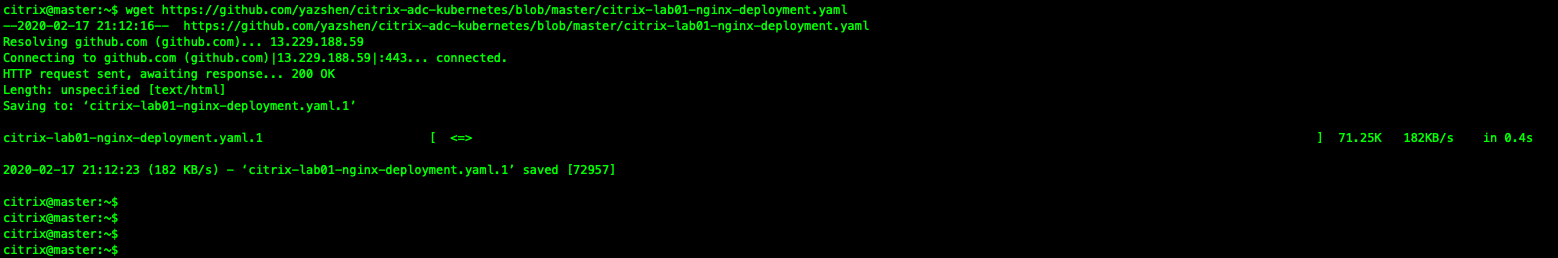 citrix@master:~$ wget https://github.com/yazshen/citrix-adc-kubernetes/blob/master/citrix-lab01-nginx-deployment.yaml
--2020-02-17 21:12:16--  https://github.com/yazshen/citrix-adc-kubernetes/blob/master/citrix-lab01-nginx-deployment.yaml
Resolving github.com (github.com)... 13.229.188.59
Connecting to github.com (github.com)|13.229.188.59|:443... connected.
HTTP request sent, awaiting response... 200 OK
Length: unspecified [text/html]
Saving to: ‘citrix-lab01-nginx-deployment.yaml.1’
citrix-lab01-nginx-deployment.yaml.1 [ <=> ] 71.25K 182KB/s in 0.4s
2020-02-17 21:12:23 (182 KB/s) - ‘citrix-lab01-nginx-deployment.yaml.1’ saved [72957]
citrix@master:~$
citrix@master:~$
citrix@master:~$
citrix@master:~$